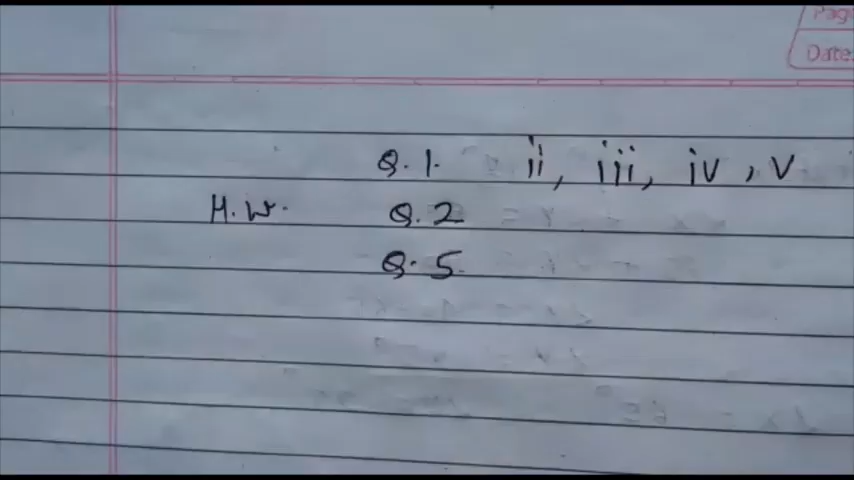 Page
Date:
Q. 1. ii, iii, iv, v
H.W. Q. 2
Q. 5.